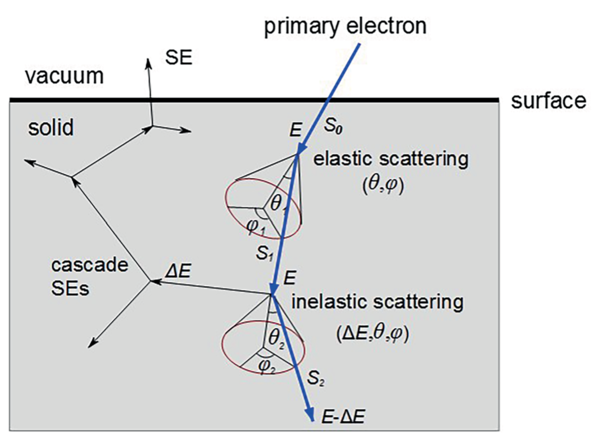 primary electron
SE
vacuum
surface
solid
E
S₀
elastic scattering
(θ,φ)
θ₁
φ₁
S₁
cascade
SEs
ΔE
E
inelastic scattering
(ΔE,θ,φ)
θ₂
φ₂
S₂
E-ΔE